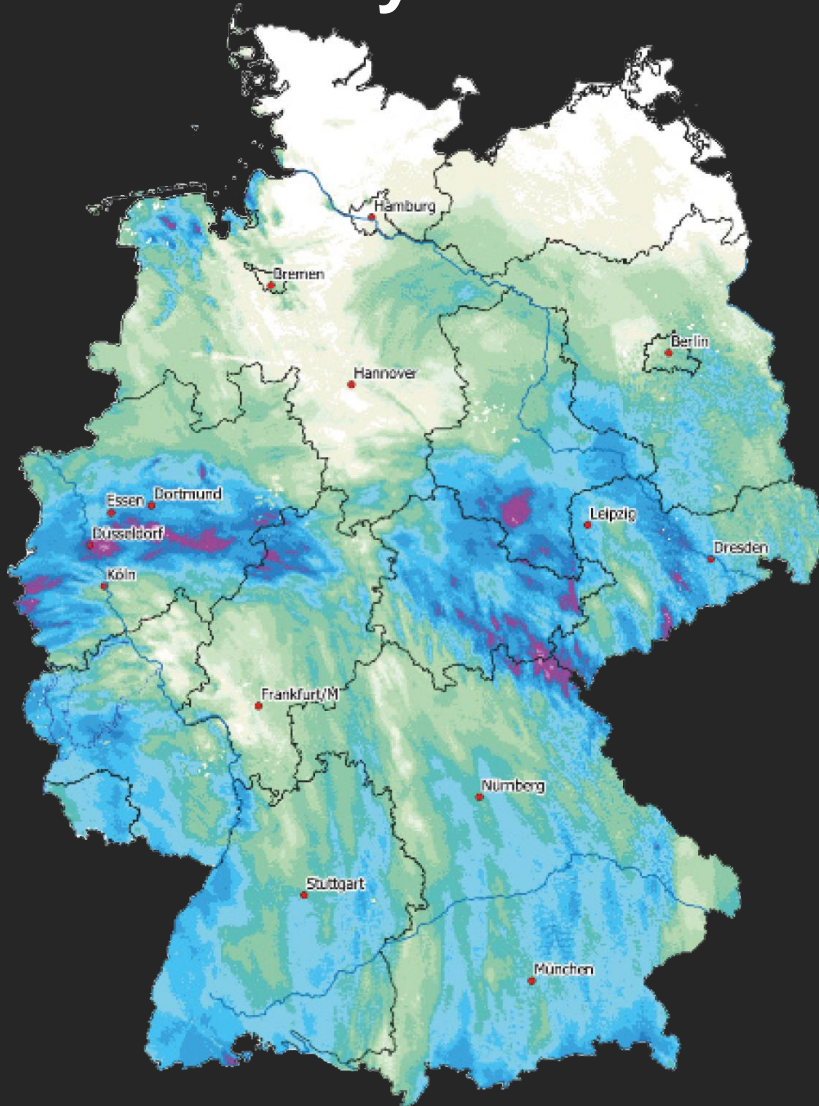 Hamburg
Bremen
Berlin
Hannover
Essen
Dortmund
Leipzig
Düsseldorf
Dresden
Köln
Frankfurt/M
Nürnberg
Stuttgart
München